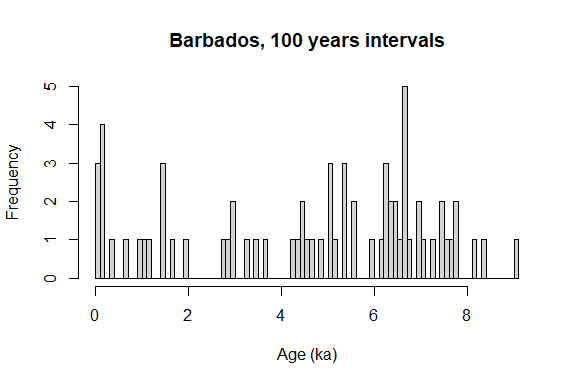 Barbados, 100 years intervals
Frequency
5
4
3
2
1
0
0 2 4 6 8
Age (ka)